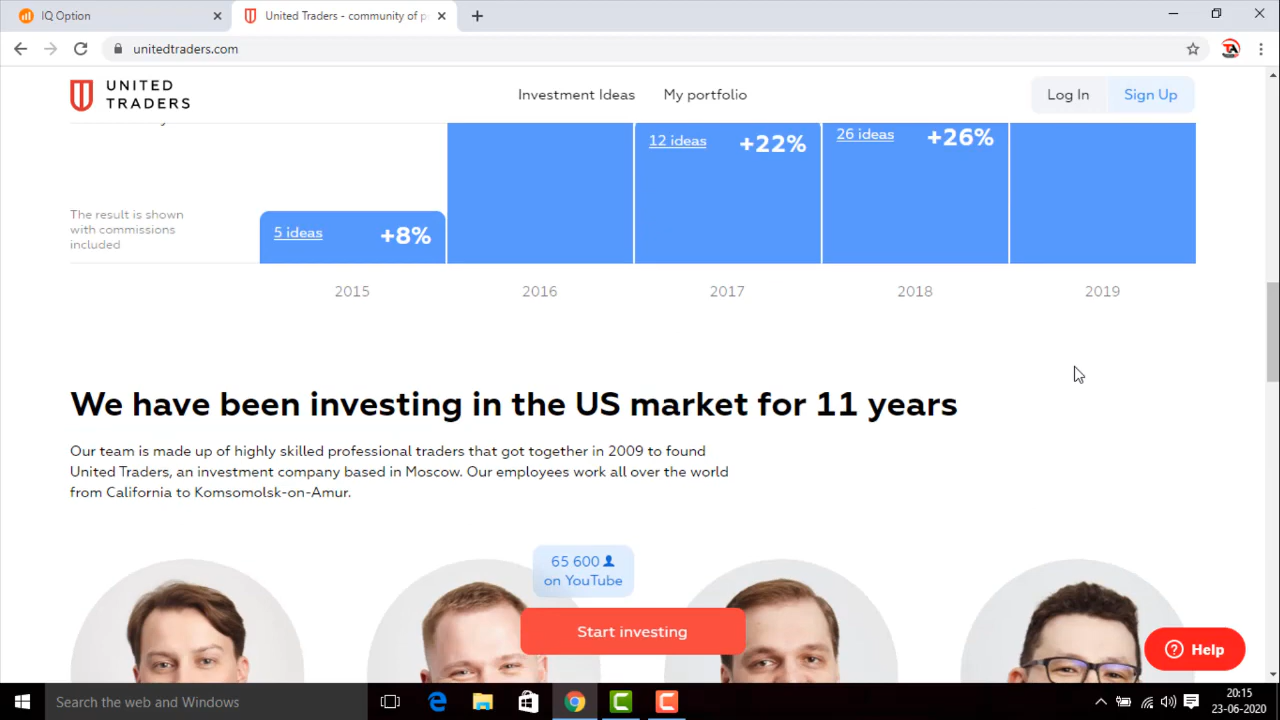 IQ Option
United Traders - community of p
unitedtraders.com
UNITED
TRADERS
Investment Ideas
My portfolio
Log In
Sign Up
12 ideas
+22%
26 ideas
+26%
The result is shown
with commissions
included
5 ideas
+8%
2015
2016
2017
2018
2019
We have been investing in the US market for 11 years
Our team is made up of highly skilled professional traders that got together in 2009 to found
United Traders, an investment company based in Moscow. Our employees work all over the world
from California to Komsomolsk-on-Amur.
65 600
on YouTube
Start investing
Help
Search the web and Windows
20:15
23-06-2020